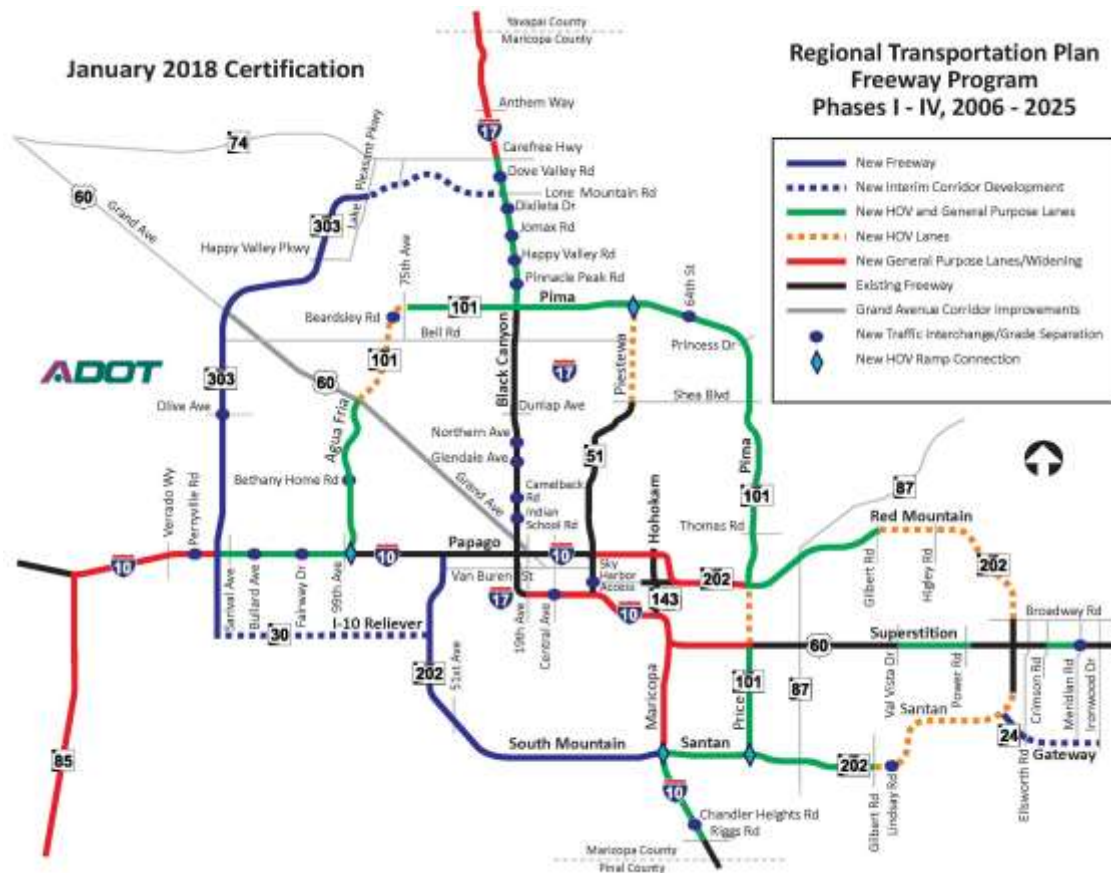 January 2018 Certification
Regional Transportation Plan
Freeway Program
Phases I - IV, 2006 - 2025
New Freeway
New Interim Corridor Development
New HOV and General Purpose Lanes
New HOV Lanes
New General Purpose Lanes/Widening
Existing Freeway
Grand Avenue Corridor Improvements
New Traffic Interchange/Grade Separation
New HOV Ramp Connection
Yavapai County
Maricopa County
Anthem Way
17
Carefree Hwy
74
Lake Pleasant Pkwy
Dove Valley Rd
Lone Mountain Rd
60
Grand Ave
303
Dixileta Dr
Jomax Rd
Happy Valley Pkwy
Happy Valley Rd
Pinnacle Peak Rd
75th Ave
64th St
101
Pima
Beardsley Rd
Bell Rd
Princess Dr
ADOT
101
Black Canyon
17
Piestewa
303
60
Shea Blvd
Olive Ave
Agua Fria
Dunlap Ave
Northern Ave
Glendale Ave
51
Pima
Bethany Home Rd
Grand Ave
Camelback
Rd
Indian
School Rd
101
87
Verrado Wy
Perryville Rd
Hohokam
Thomas Rd
Red Mountain
10
10
Papago
10
202
202
Van Buren St
Sky
Harbor
Access
143
Gilbert Rd
Higley Rd
Sarival Ave
Bullard Ave
Fairway Dr
99th Ave
17
10
Broadway Rd
30
I-10 Reliever
19th Ave
Central Ave
60
Superstition
202
51st Ave
Maricopa
101
Price
87
Val Vista Dr
Power Rd
Crimson Rd
Meridian Rd
Ironwood Dr
Santan
85
South Mountain
Santan
202
24
Gateway
10
Gilbert Rd
Lindsay Rd
Ellsworth Rd
Chandler Heights Rd
Riggs Rd
Maricopa County
Pinal County